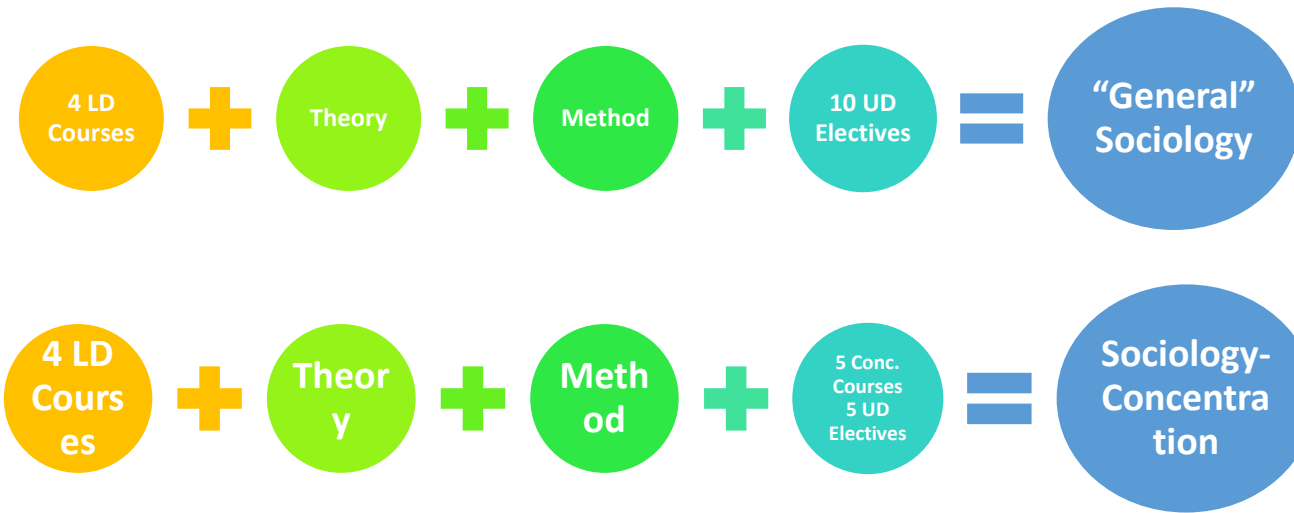 4 LD
Courses
Theory
Method
10 UD
Electives
“General”
Sociology
4 LD
Cours
es
Theor
y
Meth
od
5 Conc.
Courses
5 UD
Electives
Sociology-
Concentra
tion